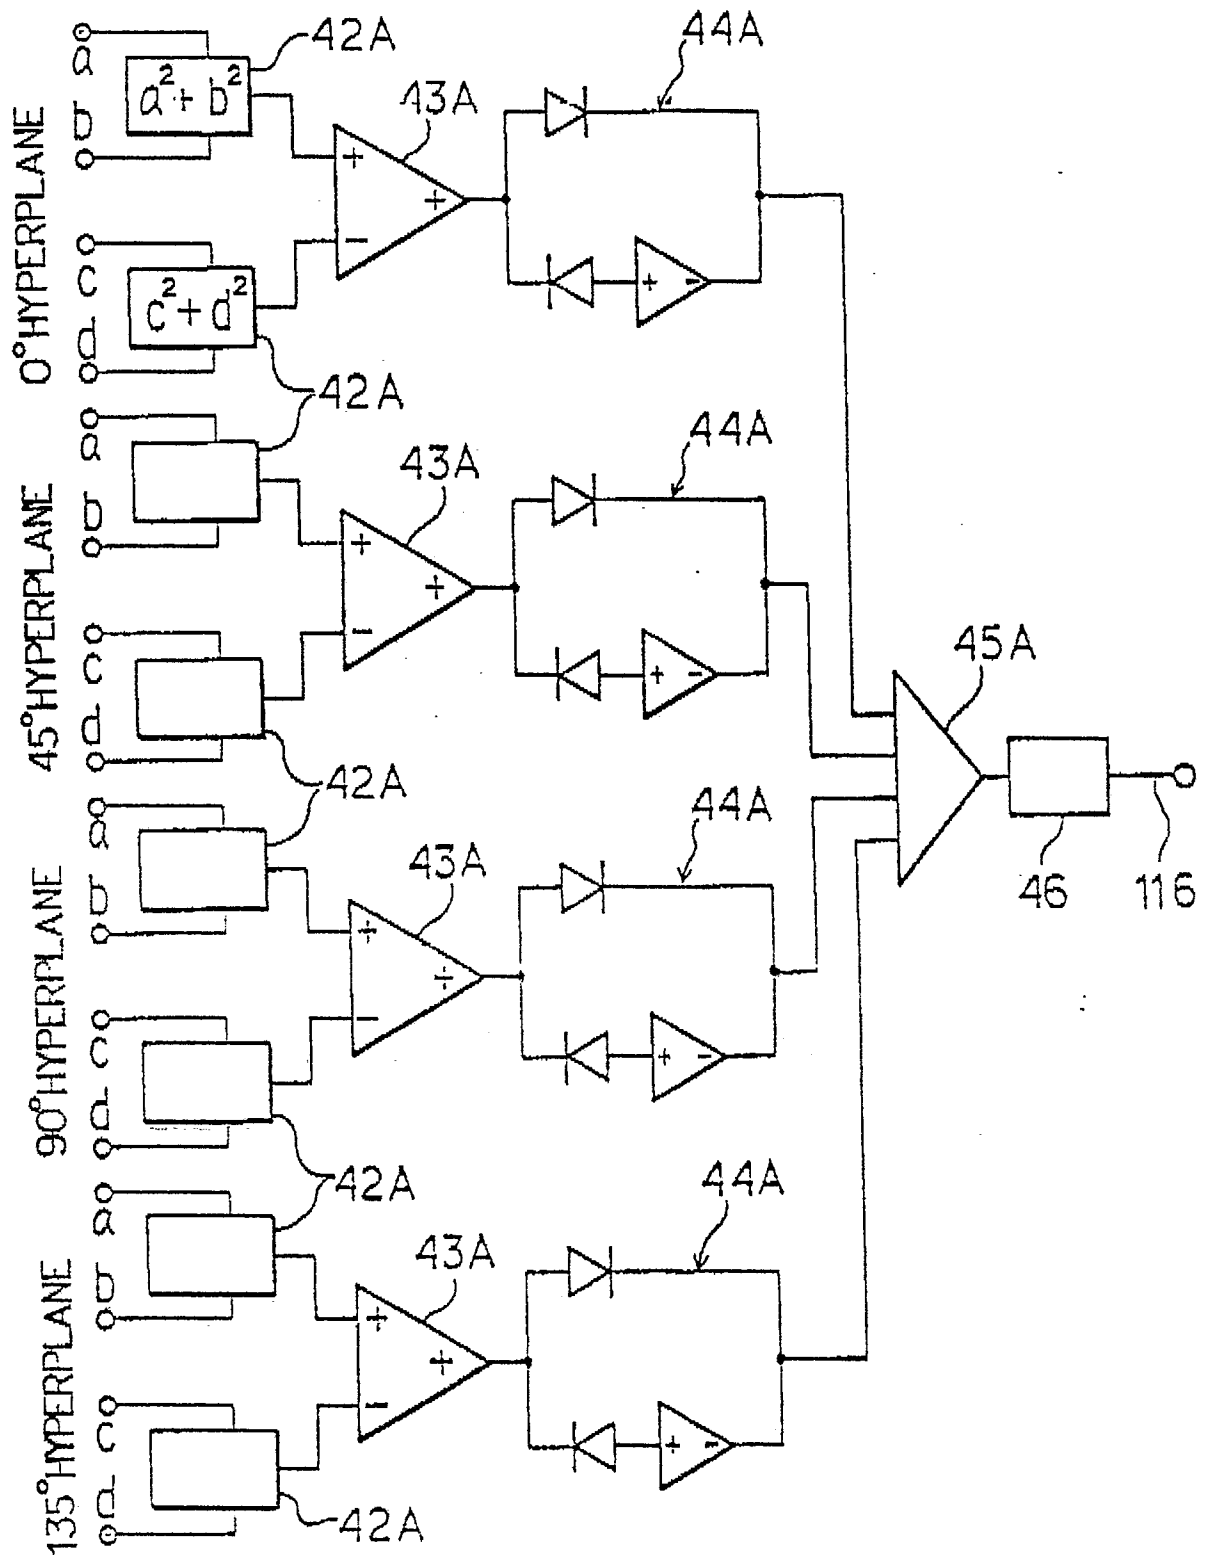 0°HYPERPLANE
a
b
a²+b²
42A
c
d
c²+d²
42A
43A
+
−
+
44A
+
-
45°HYPERPLANE
a
b
c
d
42A
43A
+
−
+
44A
+
-
90°HYPERPLANE
a
b
c
d
42A
43A
+
−
+
44A
+
-
135°HYPERPLANE
a
b
c
d
42A
43A
+
−
+
44A
+
-
45A
46
116